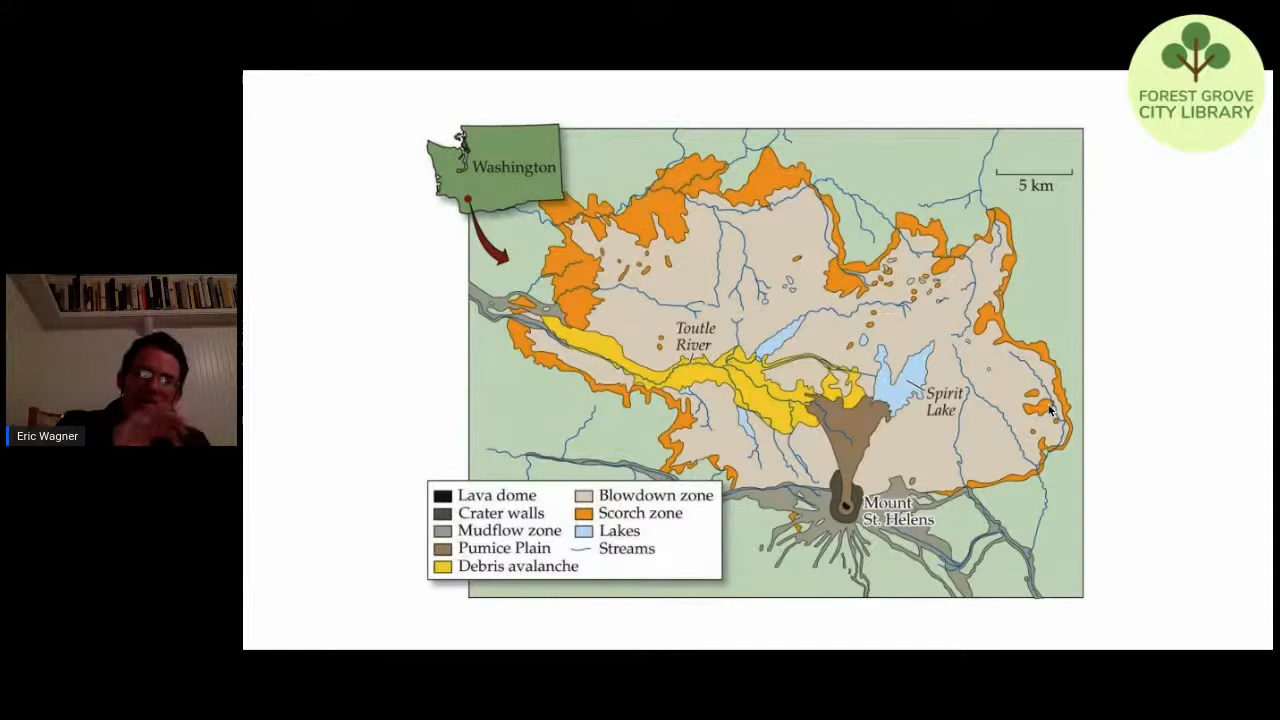 FOREST GROVE
CITY LIBRARY
Washington
5 km
Toutle
River
Spirit
Lake
Mount
St. Helens
Lava dome
Crater walls
Mudflow zone
Pumice Plain
Debris avalanche
Blowdown zone
Scorch zone
Lakes
Streams
Eric Wagner